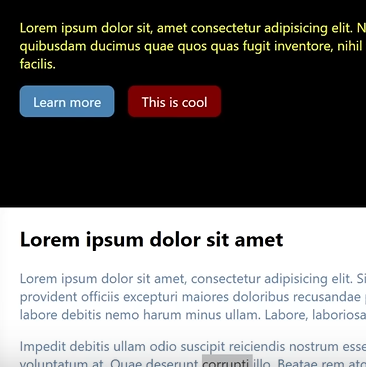 Lorem ipsum dolor sit, amet consectetur adipisicing elit. N
quibusdam ducimus quae quos quas fugit inventore, nihil
facilis.
Learn more
This is cool
Lorem ipsum dolor sit amet
Lorem ipsum dolor sit amet, consectetur adipisicing elit. Si
provident officiis excepturi maiores doloribus recusandae
labore debitis nemo harum minus ullam. Labore, laboriosa
Impedit debitis ullam odio suscipit reiciendis nostrum esse
voluptatum at. Quae deserunt corrupti illo. Beatae rem ato